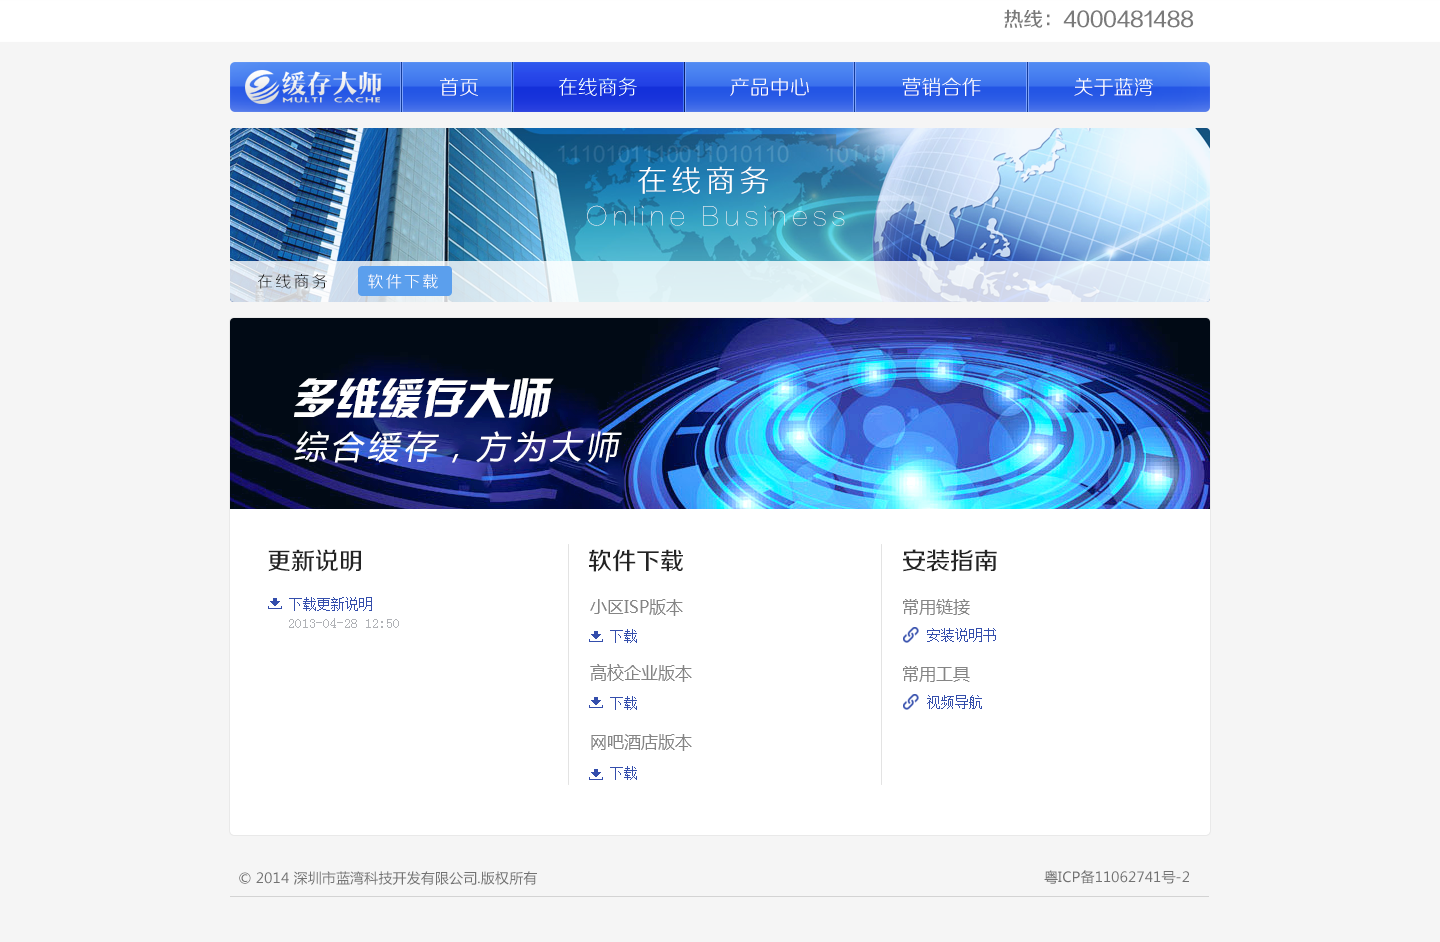 热线：4000481488
缓存大师
MULTI CACHE
首页
在线商务
产品中心
营销合作
关于蓝湾
1110101110011010110 10110
在线商务
Online Business
在线商务
软件下载
多维缓存大师
综合缓存，方为大师
更新说明
下载更新说明
2013-04-28 12:50
软件下载
小区ISP版本
下载
高校企业版本
下载
网吧酒店版本
下载
安装指南
常用链接
安装说明书
常用工具
视频导航
© 2014 深圳市蓝湾科技开发有限公司.版权所有
粤ICP备11062741号-2